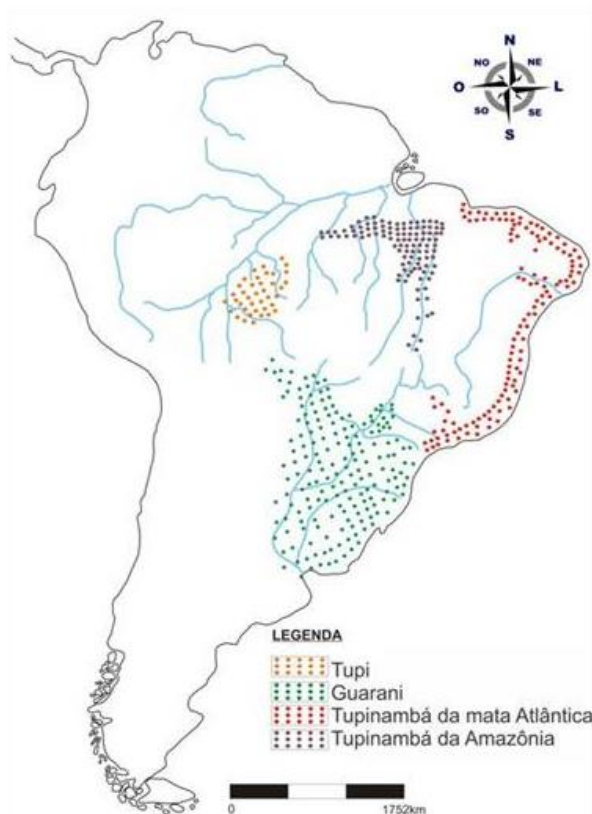 N
NO NE
O L
SO SE
S
LEGENDA
Tupi
Guarani
Tupinambá da mata Atlântica
Tupinambá da Amazônia
0 1752km